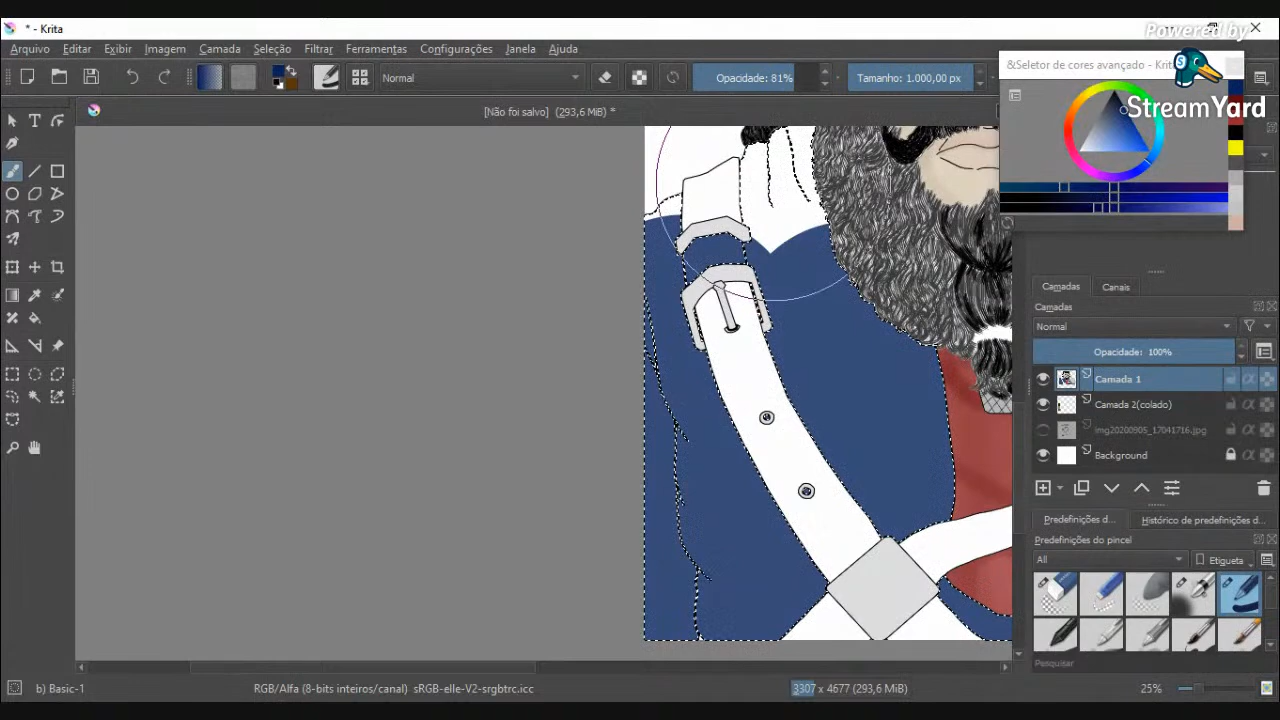 * - Krita
Powered by
Arquivo Editar Exibir Imagem Camada Seleção Filtrar Ferramentas Configurações Janela Ajuda
&Seletor de cores avançado - Krita
StreamYard
Normal
Opacidade: 81%
Tamanho: 1.000,00 px
[Não foi salvo] (293,6 MiB) *
Camadas Canais
Camadas
Normal
Opacidade: 100%
Camada 1
Camada 2(colado)
img20200905_17041716.jpg
Background
Predefinições d... Histórico de predefinições d...
Predefinições do pincel
All
Etiqueta
Pesquisar
b) Basic-1
RGB/Alfa (8-bits inteiros/canal) sRGB-elle-V2-srgbtrc.icc
3307 x 4677 (293,6 MiB)
25%